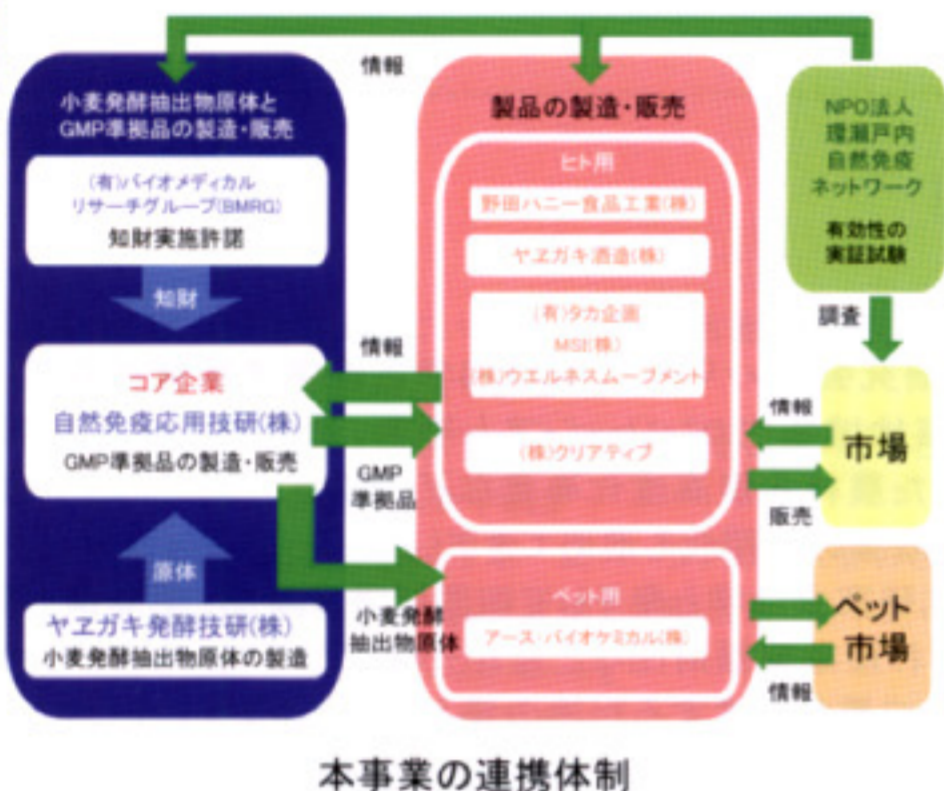 情報
小麦発酵抽出物原体と
GMP準拠品の製造・販売
(有)バイオメディカル
リサーチグループ(BMRG)
知財実施許諾
知財
コア企業
自然免疫応用技研(株)
GMP準拠品の製造・販売
原体
ヤヱガキ発酵技研(株)
小麦発酵抽出物原体の製造
情報
GMP
準拠品
小麦発酵
抽出物原体
製品の製造・販売
ヒト用
野田ハニー食品工業(株)
ヤヱガキ酒造(株)
(有)タカ企画
MSI(株)
(株)ウエルネスムーブメント
(株)クリアティブ
ペット用
アース・バイオケミカル(株)
NPO法人
環瀬戸内
自然免疫
ネットワーク
有効性の
実証試験
調査
情報
市場
販売
ペット
市場
情報
本事業の連携体制